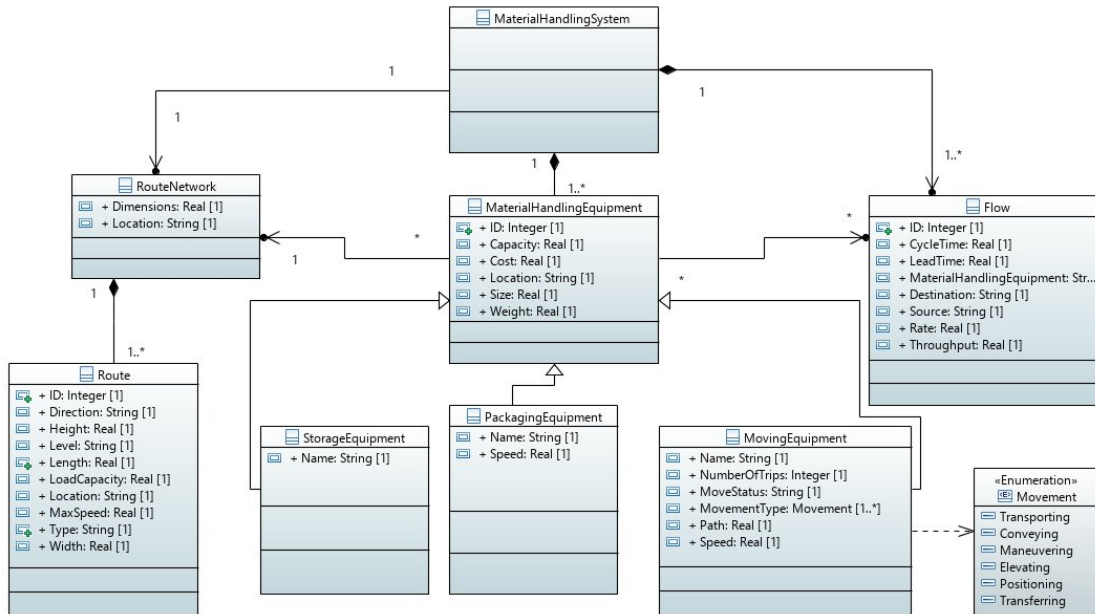 MaterialHandlingSystem
1
1
1
1
1..*
1..*
RouteNetwork
+ Dimensions: Real [1]
+ Location: String [1]
1
1..*
MaterialHandlingEquipment
+ ID: Integer [1]
+ Capacity: Real [1]
+ Cost: Real [1]
+ Location: String [1]
+ Size: Real [1]
+ Weight: Real [1]
*
1
*
*
Flow
+ ID: Integer [1]
+ CycleTime: Real [1]
+ LeadTime: Real [1]
+ MaterialHandlingEquipment: Str...
+ Destination: String [1]
+ Source: String [1]
+ Rate: Real [1]
+ Throughput: Real [1]
Route
+ ID: Integer [1]
+ Direction: String [1]
+ Height: Real [1]
+ Level: String [1]
+ Length: Real [1]
+ LoadCapacity: Real [1]
+ Location: String [1]
+ MaxSpeed: Real [1]
+ Type: String [1]
+ Width: Real [1]
StorageEquipment
+ Name: String [1]
PackagingEquipment
+ Name: String [1]
+ Speed: Real [1]
MovingEquipment
+ Name: String [1]
+ NumberOfTrips: Integer [1]
+ MoveStatus: String [1]
+ MovementType: Movement [1..*]
+ Path: Real [1]
+ Speed: Real [1]
«Enumeration»
Movement
Transporting
Conveying
Maneuvering
Elevating
Positioning
Transferring